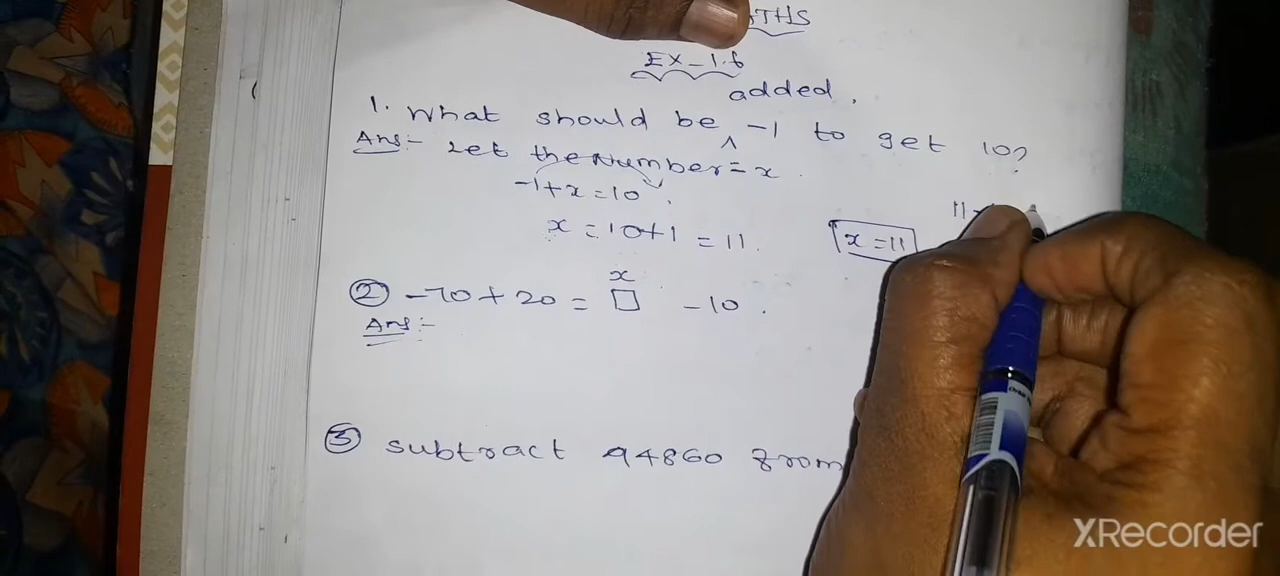 THS
EX-1.6
added.
1. What should be ^ -1 to get 10?
Ans:- Let the Number = x.
-1+x=10.
x = 10+1 = 11.
x=11
11-
x
② -70+20 = □ -10.
Ans:-
③ subtract 94860 from
XRecorder